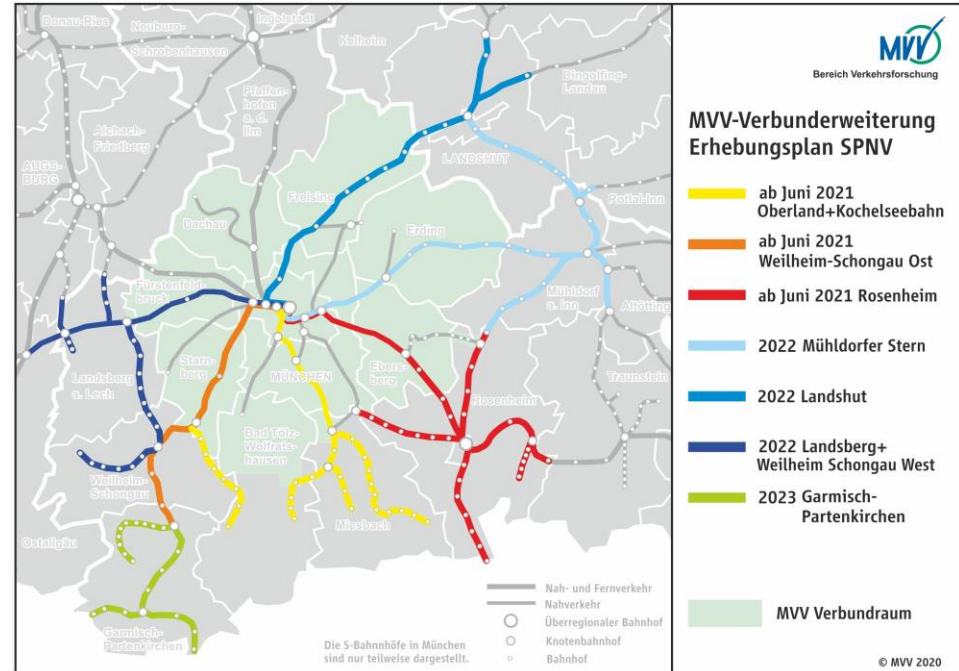 Donau-Ries
Neuburg-
Schrobenhausen
Ingolstadt
Kelheim
Pfaffen-
hofen
a. d.
Ilm
Dingolfing-
Landau
Aichach-
Friedberg
AUGS-
BURG
LANDSHUT
Rottal-Inn
Freising
Dachau
Erding
Fürstenfeld-
bruck
Mühldorf
a. Inn
Altötting
Landsberg
a. Lech
Starn-
berg
MÜNCHEN
Ebers-
berg
Traunstein
Rosenheim
Bad Tölz-
Wolfrats-
hausen
Weilheim-
Schongau
Miesbach
Ostallgäu
Garmisch-
Partenkirchen
Die S-Bahnhöfe in München
sind nur teilweise dargestellt.
Nah- und Fernverkehr
Nahverkehr
Überregionaler Bahnhof
Knotenbahnhof
Bahnhof
MVV
Bereich Verkehrsforschung
MVV-Verbunderweiterung
Erhebungsplan SPNV
ab Juni 2021
Oberland+Kochelseebahn
ab Juni 2021
Weilheim-Schongau Ost
ab Juni 2021 Rosenheim
2022 Mühldorfer Stern
2022 Landshut
2022 Landsberg+
Weilheim Schongau West
2023 Garmisch-
Partenkirchen
MVV Verbundraum
© MVV 2020